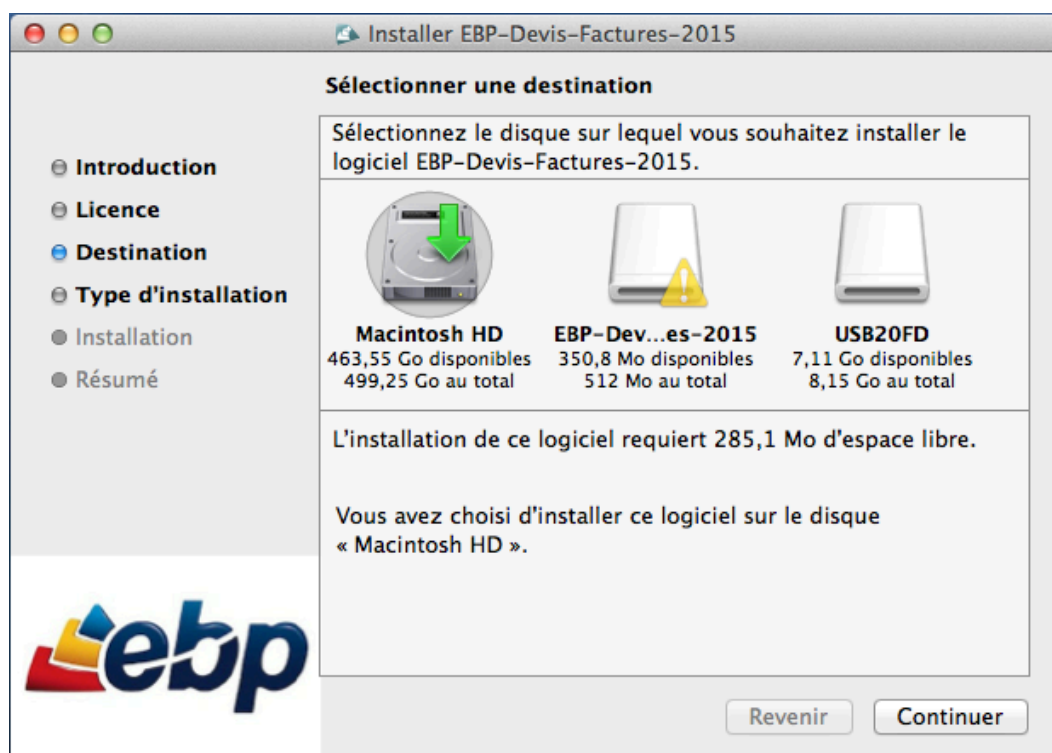 Installer EBP-Devis-Factures-2015
Sélectionner une destination
Introduction
Licence
Destination
Type d'installation
Installation
Résumé
Sélectionnez le disque sur lequel vous souhaitez installer le
logiciel EBP-Devis-Factures-2015.
Macintosh HD
463,55 Go disponibles
499,25 Go au total
EBP-Dev...es-2015
350,8 Mo disponibles
512 Mo au total
USB20FD
7,11 Go disponibles
8,15 Go au total
L'installation de ce logiciel requiert 285,1 Mo d'espace libre.
Vous avez choisi d'installer ce logiciel sur le disque
« Macintosh HD ».
ebp
Revenir
Continuer